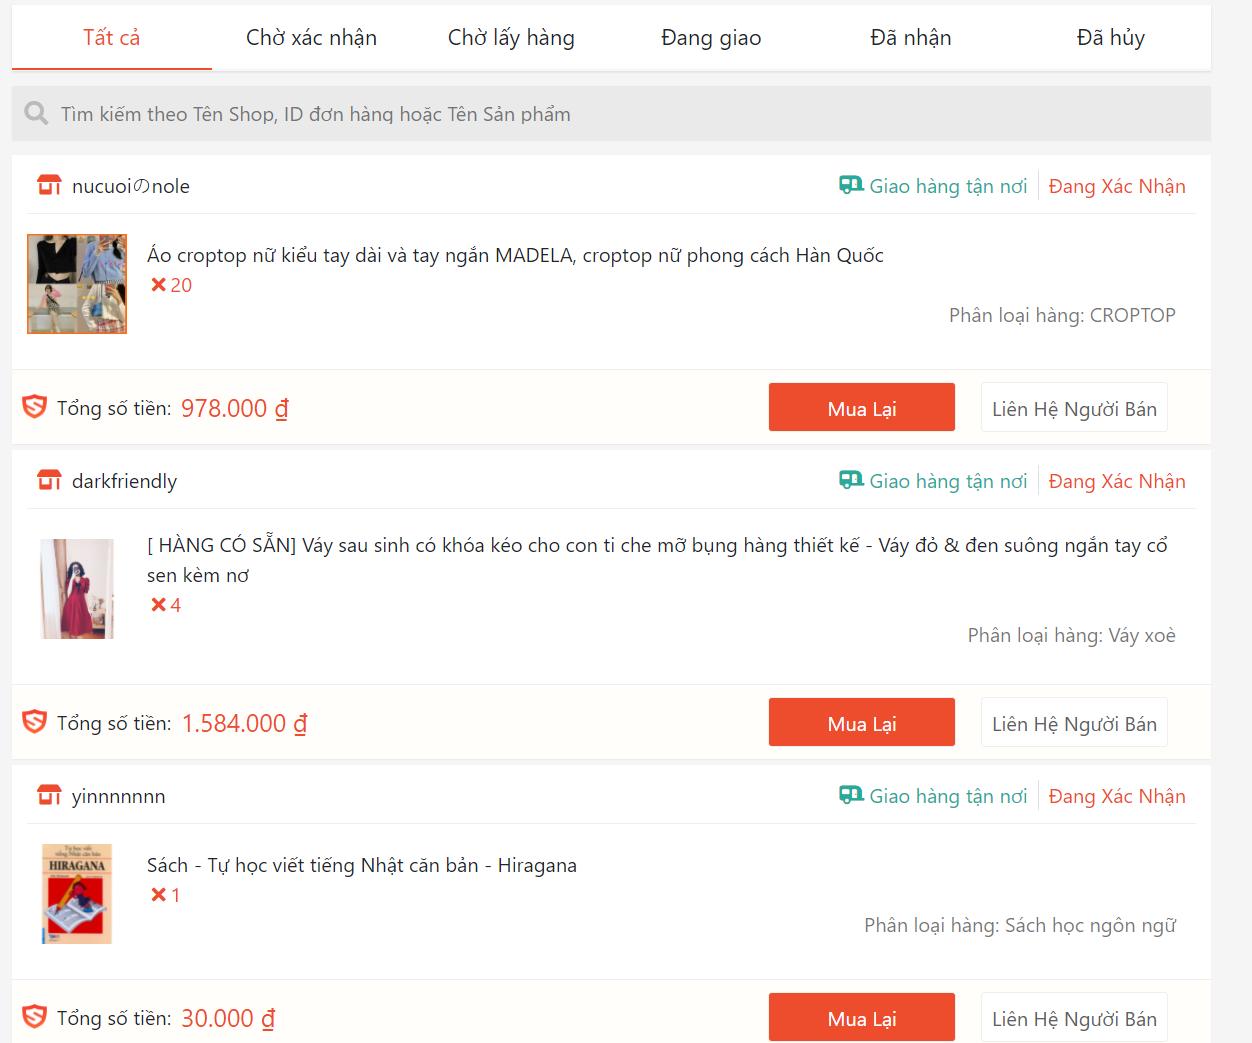 Tất cả
Chờ xác nhận
Chờ lấy hàng
Đang giao
Đã nhận
Đã hủy
Tìm kiếm theo Tên Shop, ID đơn hàng hoặc Tên Sản phẩm
nucuoiのnole
Giao hàng tận nơi
Đang Xác Nhận
Áo croptop nữ kiểu tay dài và tay ngắn MADELA, croptop nữ phong cách Hàn Quốc
20
Phân loại hàng: CROPTOP
Tổng số tiền: 978.000 ₫
Mua Lại
Liên Hệ Người Bán
darkfriendly
Giao hàng tận nơi
Đang Xác Nhận
[ HÀNG CÓ SẴN] Váy sau sinh có khóa kéo cho con ti che mỡ bụng hàng thiết kế - Váy đỏ & đen suông ngắn tay cổ
sen kèm nơ
4
Phân loại hàng: Váy xoè
Tổng số tiền: 1.584.000 ₫
Mua Lại
Liên Hệ Người Bán
yinnnnnnn
Giao hàng tận nơi
Đang Xác Nhận
Tự học viết
tiếng Nhật căn bản
HIRAGANA
Sách - Tự học viết tiếng Nhật căn bản - Hiragana
1
Phân loại hàng: Sách học ngôn ngữ
Tổng số tiền: 30.000 ₫
Mua Lại
Liên Hệ Người Bán